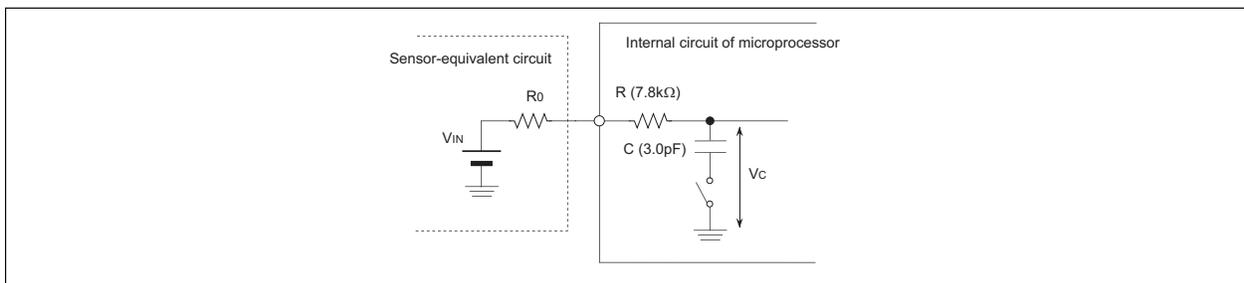 Internal circuit of microprocessor
Sensor-equivalent circuit
R0
R (7.8kΩ)
VIN
C (3.0pF)
VC